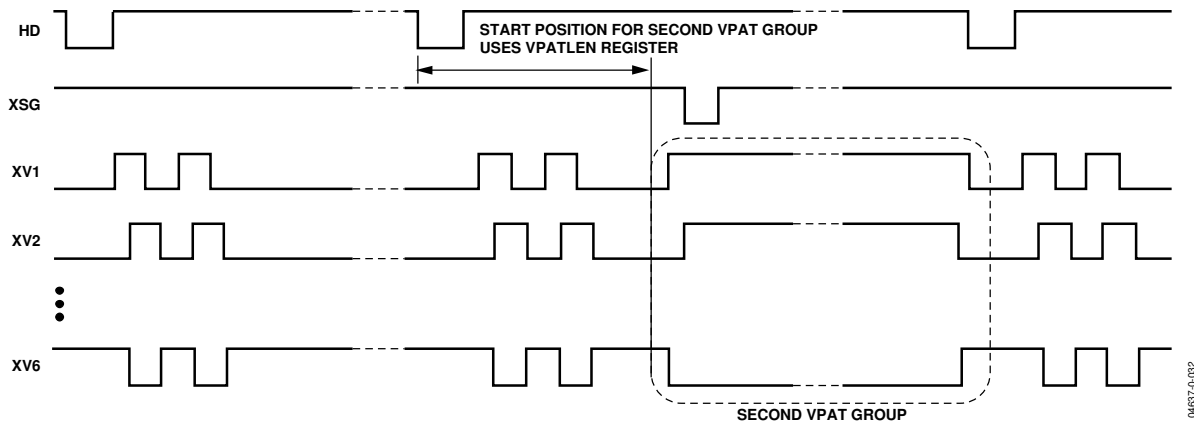 HD
START POSITION FOR SECOND VPAT GROUP
USES VPATLEN REGISTER
XSG
XV1
XV2
XV6
SECOND VPAT GROUP
04637-0-032